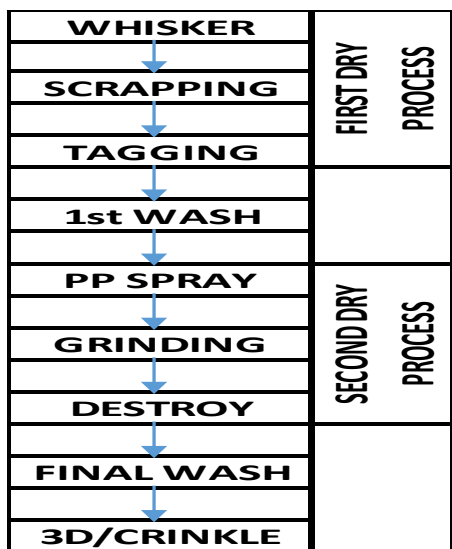 WHISKER
SCRAPPING
TAGGING
FIRST DRY
PROCESS
1st WASH
PP SPRAY
GRINDING
DESTROY
SECOND DRY
PROCESS
FINAL WASH
3D/CRINKLE